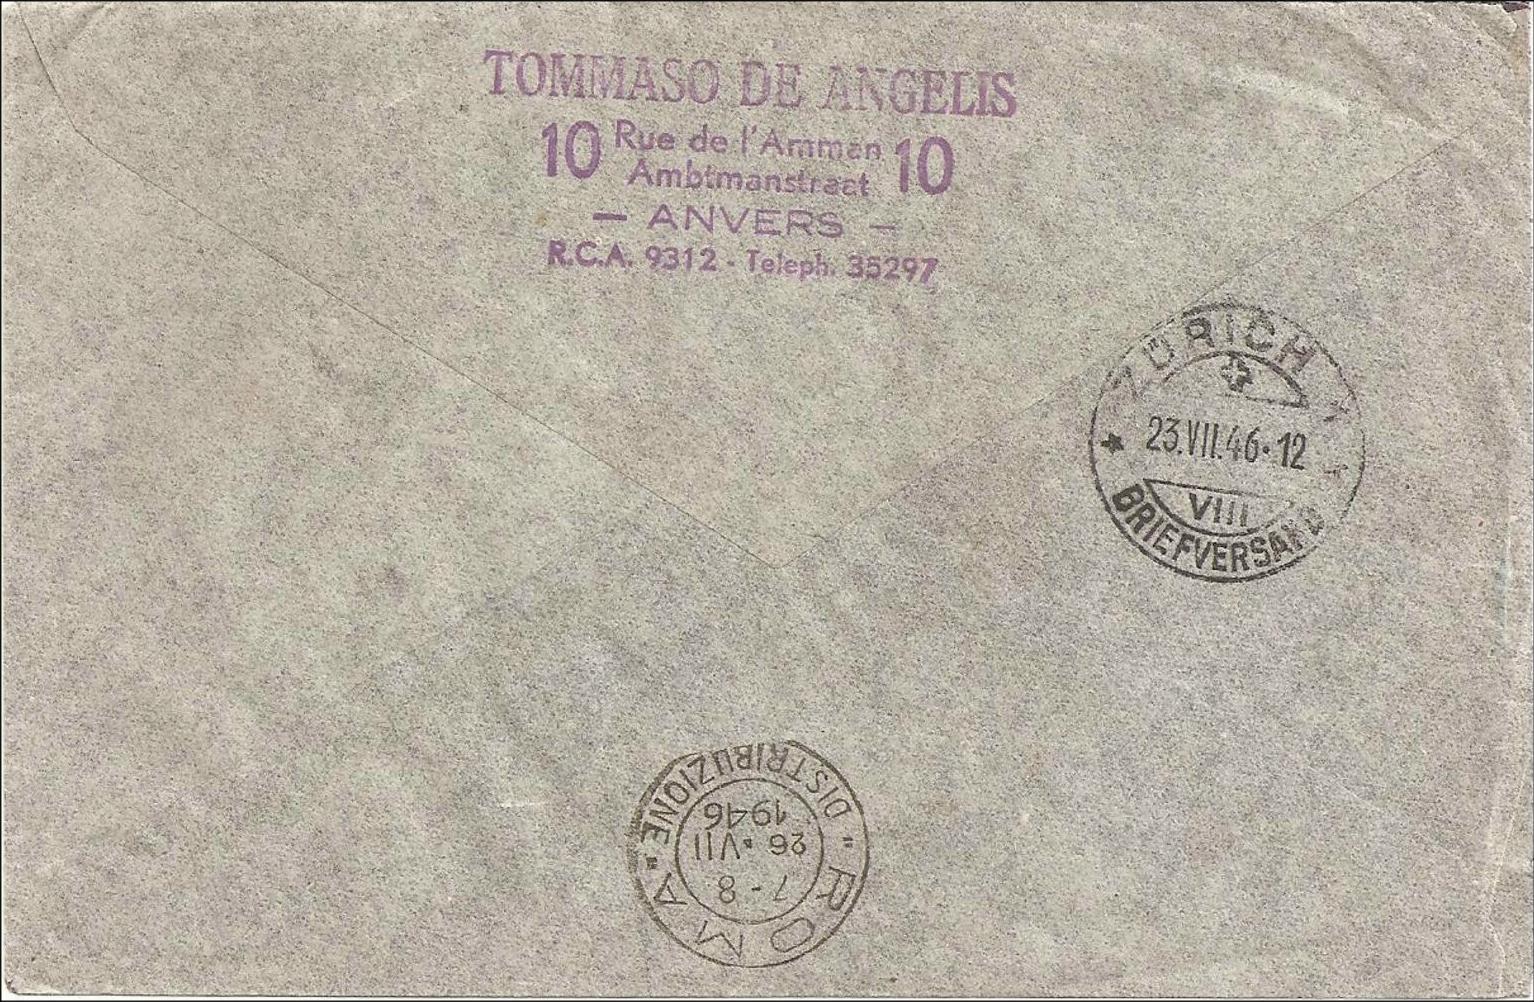 TOMMASO DE ANGELIS
10 Rue de l'Amman 10
Ambtmanstraat
— ANVERS —
R.C.A. 9312 - Teleph. 35297
ZÜRICH
23.VII.46·12
VIII
BRIEFVERSAND
ROMA
7-8
26·VII
1946
"DISTRIBUZIONE"